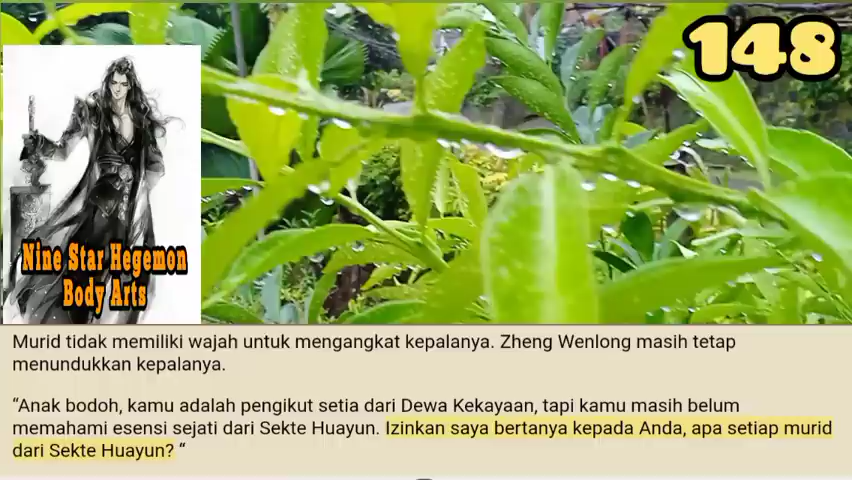 148
Nine Star Hegemon
Body Arts
Murid tidak memiliki wajah untuk mengangkat kepalanya. Zheng Wenlong masih tetap
menundukkan kepalanya.
“Anak bodoh, kamu adalah pengikut setia dari Dewa Kekayaan, tapi kamu masih belum
memahami esensi sejati dari Sekte Huayun. Izinkan saya bertanya kepada Anda, apa setiap murid
dari Sekte Huayun? “